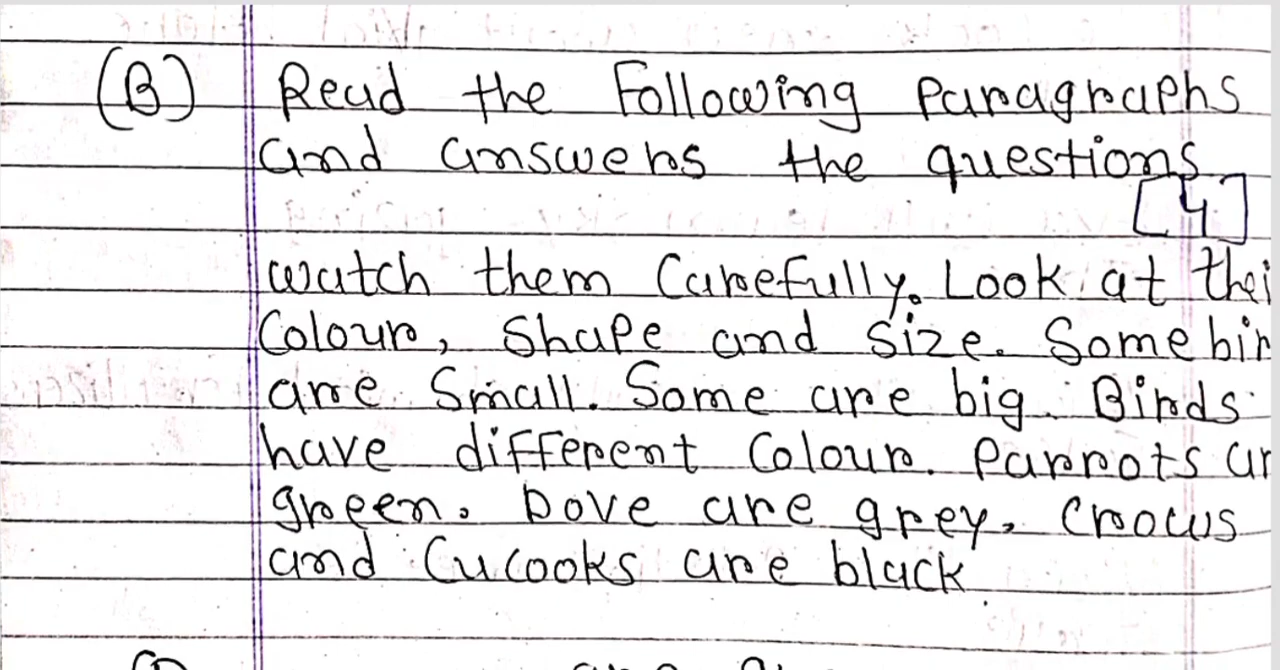 (B) Read the Following Paragraphs
and answers the questions
[4]
watch them Carefully. Look at thei
Colour, Shape and Size. Some bir
are Small. Some are big. Birds
have different Colour. Parrots ar
green. Dove are grey, Crows
and Cucooks are black